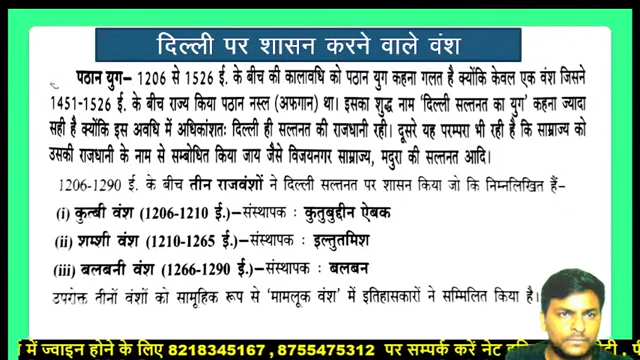 दिल्ली पर शासन करने वाले वंश
पठान युग– 1206 से 1526 ई. के बीच की कालावधि को पठान युग कहना गलत है क्योंकि केवल एक वंश जिसने
1451-1526 ई. के बीच राज्य किया पठान नस्ल (अफगान) था। इसका शुद्ध नाम 'दिल्ली सल्तनत का युग' कहना ज्यादा
सही है क्योंकि इस अवधि में अधिकांशतः दिल्ली ही सल्तनत की राजधानी रही। दूसरे यह परम्परा भी रही है कि साम्राज्य को
उसकी राजधानी के नाम से सम्बोधित किया जाय जैसे विजयनगर साम्राज्य, मदुरा की सल्तनत आदि।
1206-1290 ई. के बीच तीन राजवंशों ने दिल्ली सल्तनत पर शासन किया जो कि निम्नलिखित हैं–
(i) कुत्बी वंश (1206-1210 ई.)–संस्थापक : कुतुबुद्दीन ऐबक
(ii) शम्शी वंश (1210-1265 ई.)–संस्थापक : इल्तुतमिश
(iii) बलबनी वंश (1266-1290 ई.)–संस्थापक : बलबन
उपरोक्त तीनों वंशों को सामूहिक रूप से 'मामलूक वंश' में इतिहासकारों ने सम्मिलित किया है।
में ज्वाइन होने के लिए 8218345167 , 8755475312 पर सम्पर्क करें नेट